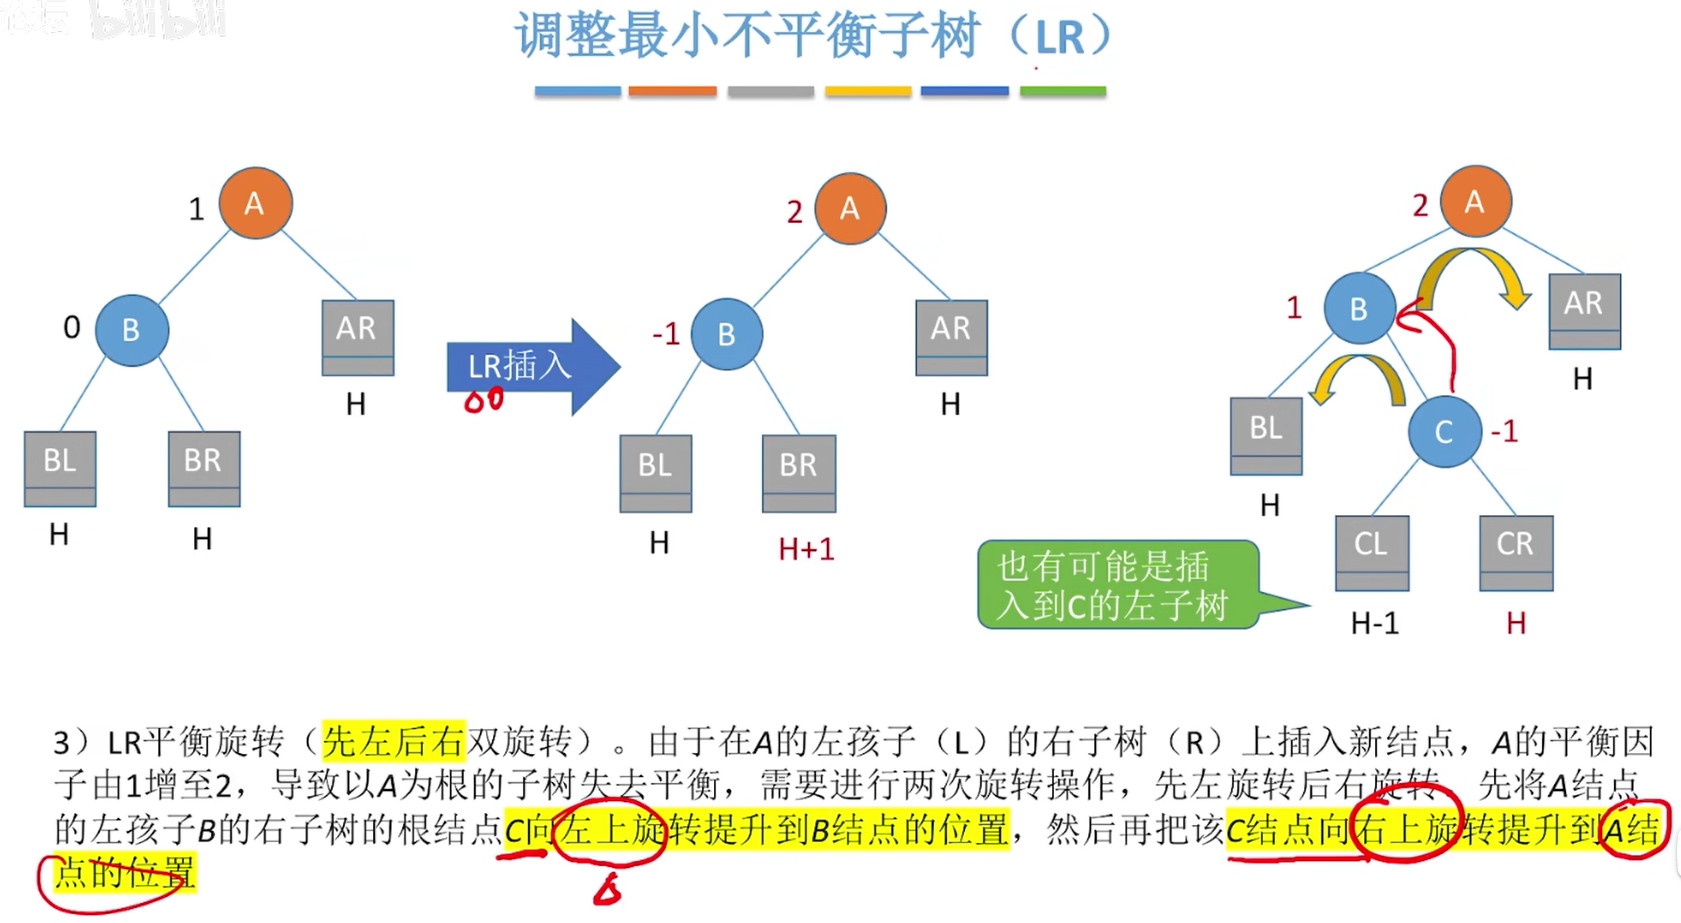 bilibili
调整最小不平衡子树（LR）
1 A
0 B
AR
H
BL
BR
H
H
LR插入
2 A
-1 B
AR
H
BL
BR
H
H+1
2 A
1 B
AR
H
BL
H
C -1
CL
CR
H-1
H
也有可能是插
入到C的左子树
3）LR平衡旋转（先左后右双旋转）。由于在A的左孩子（L）的右子树（R）上插入新结点，A的平衡因
子由1增至2，导致以A为根的子树失去平衡，需要进行两次旋转操作，先左旋转后右旋转。先将A结点
的左孩子B的右子树的根结点C向左上旋转提升到B结点的位置，然后再把该C结点向右上旋转提升到A结
点的位置